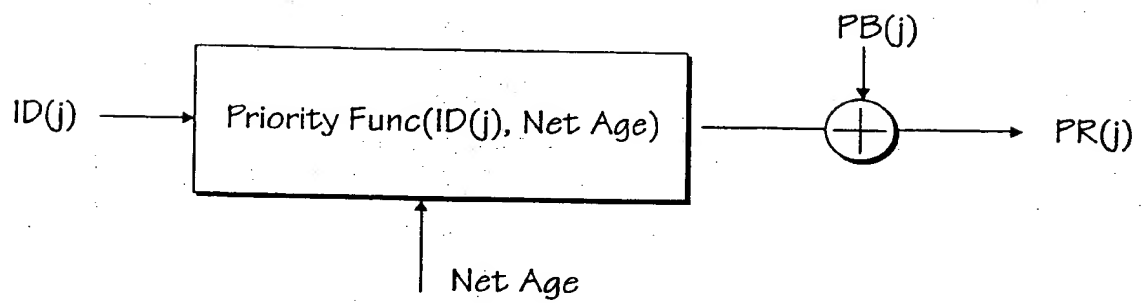 PB(j)
ID(j)
Priority Func(ID(j), Net Age)
PR(j)
Net Age